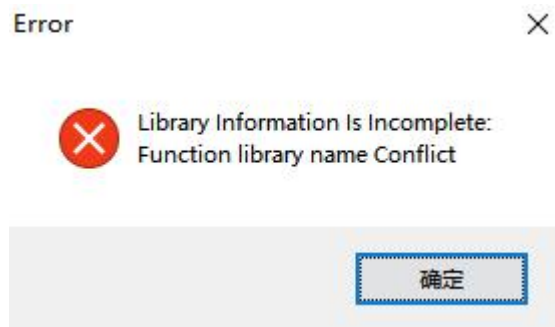 Error
Library Information Is Incomplete:
Function library name Conflict
确定